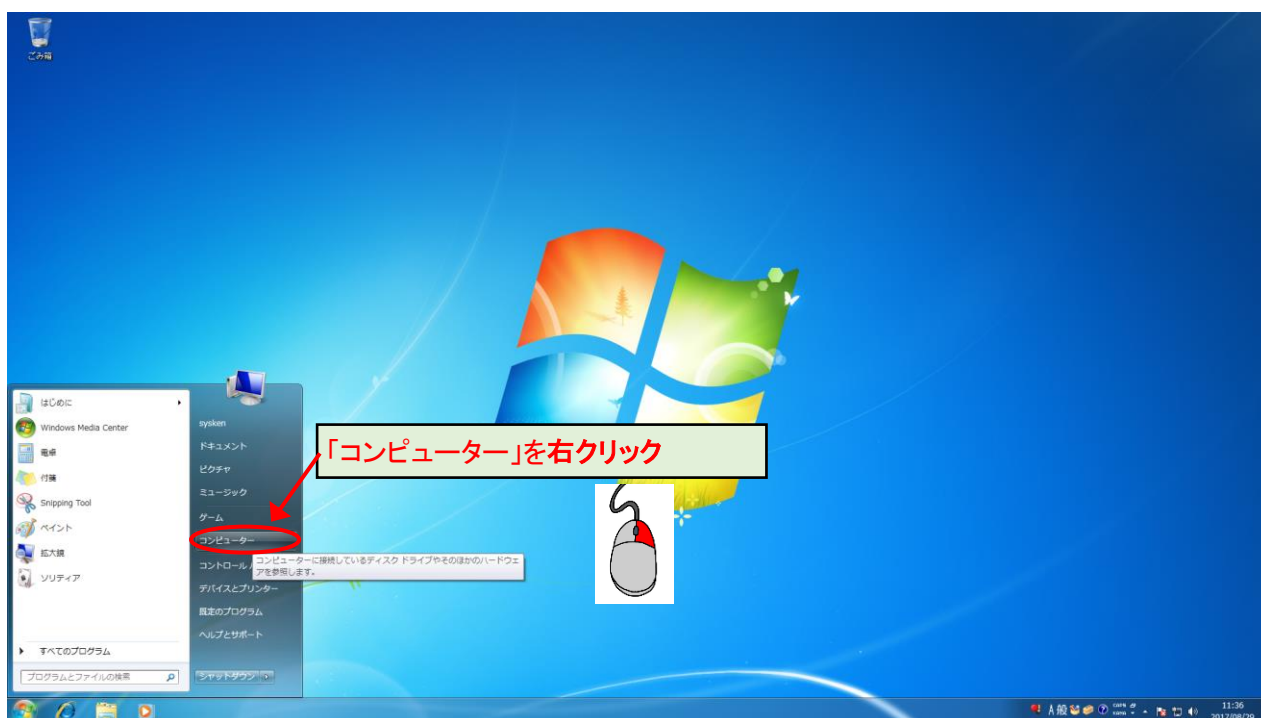 ごみ箱
はじめに
Windows Media Center
電卓
付箋
Snipping Tool
ペイント
拡大鏡
ソリティア
すべてのプログラム
プログラムとファイルの検索
sysken
ドキュメント
ピクチャ
ミュージック
ゲーム
コンピューター
コントロール
デバイスとプリンター
既定のプログラム
ヘルプとサポート
シャットダウン
「コンピューター」を右クリック
コンピューターに接続しているディスク ドライブやそのほかのハードウェ
アを参照します。
A 般
CAPS
KANA
11:36
2017/08/29